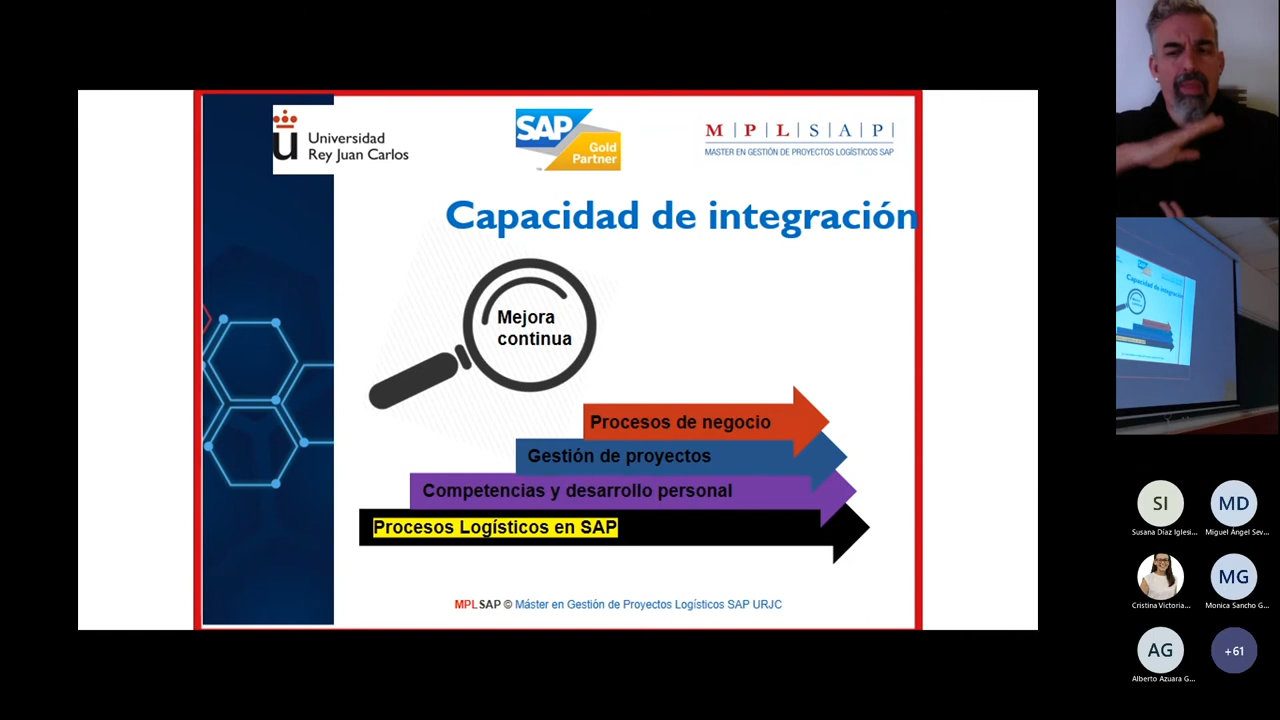 Universidad
Rey Juan Carlos
SAP
Gold
Partner
M|P|L|S|A|P|
MASTER EN GESTIÓN DE PROYECTOS LOGÍSTICOS SAP
Capacidad de integración
Mejora
continua
Procesos de negocio
Gestión de proyectos
Competencias y desarrollo personal
Procesos Logísticos en SAP
MPLSAP © Máster en Gestión de Proyectos Logísticos SAP URJC
Capacidad de integración
SI
MD
Susana Díaz Iglesi...
Miguel Ángel Sev...
MG
Cristina Victoria...
Monica Sancho G...
AG
+61
Alberto Azuara G...